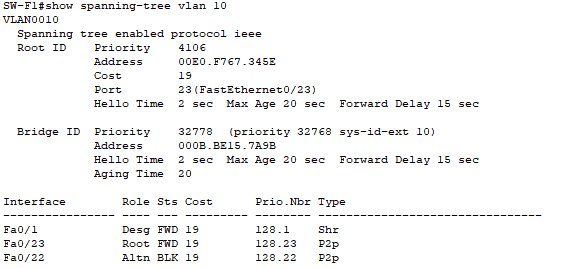 SW-F1#show spanning-tree vlan 10
VLAN0010
  Spanning tree enabled protocol ieee
  Root ID    Priority    4106
             Address     00E0.F767.345E
             Cost        19
             Port        23(FastEthernet0/23)
             Hello Time  2 sec  Max Age 20 sec  Forward Delay 15 sec

  Bridge ID  Priority    32778  (priority 32768 sys-id-ext 10)
             Address     000B.BE15.7A9B
             Hello Time  2 sec  Max Age 20 sec  Forward Delay 15 sec
             Aging Time  20

Interface        Role Sts Cost      Prio.Nbr Type
---------------- ---- --- --------- -------- --------------------------------
Fa0/1            Desg FWD 19        128.1    Shr
Fa0/23           Root FWD 19        128.23   P2p
Fa0/22           Altn BLK 19        128.22   P2p